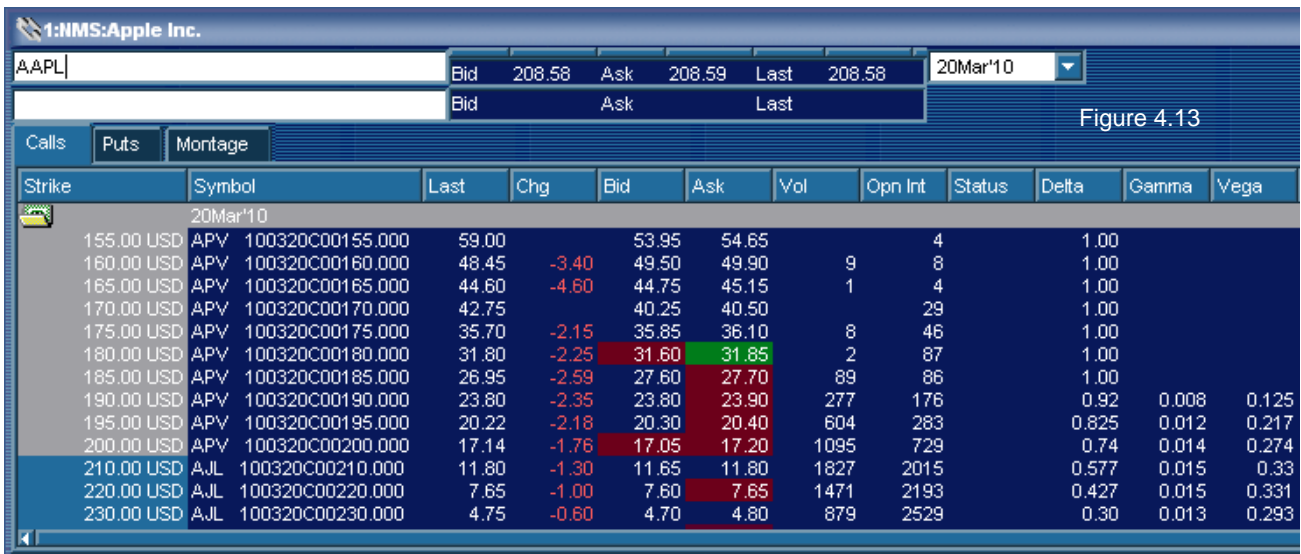 1:NMS:Apple Inc.
AAPL Bid 208.58 Ask 208.59 Last 208.58 20Mar'10
Bid Ask Last
Figure 4.13
Calls Puts Montage
Strike Symbol Last Chg Bid Ask Vol Opn Int Status Delta Gamma Vega
20Mar'10
155.00 USD APV 100320C00155.000 59.00 53.95 54.65 4 1.00
160.00 USD APV 100320C00160.000 48.45 -3.40 49.50 49.90 9 8 1.00
165.00 USD APV 100320C00165.000 44.60 -4.60 44.75 45.15 1 4 1.00
170.00 USD APV 100320C00170.000 42.75 40.25 40.50 29 1.00
175.00 USD APV 100320C00175.000 35.70 -2.15 35.85 36.10 8 46 1.00
180.00 USD APV 100320C00180.000 31.80 -2.25 31.60 31.85 2 87 1.00
185.00 USD APV 100320C00185.000 26.95 -2.59 27.60 27.70 89 86 1.00
190.00 USD APV 100320C00190.000 23.80 -2.35 23.80 23.90 277 176 0.92 0.008 0.125
195.00 USD APV 100320C00195.000 20.22 -2.18 20.30 20.40 604 283 0.825 0.012 0.217
200.00 USD APV 100320C00200.000 17.14 -1.76 17.05 17.20 1095 729 0.74 0.014 0.274
210.00 USD AJL 100320C00210.000 11.80 -1.30 11.65 11.80 1827 2015 0.577 0.015 0.33
220.00 USD AJL 100320C00220.000 7.65 -1.00 7.60 7.65 1471 2193 0.427 0.015 0.331
230.00 USD AJL 100320C00230.000 4.75 -0.60 4.70 4.80 879 2529 0.30 0.013 0.293